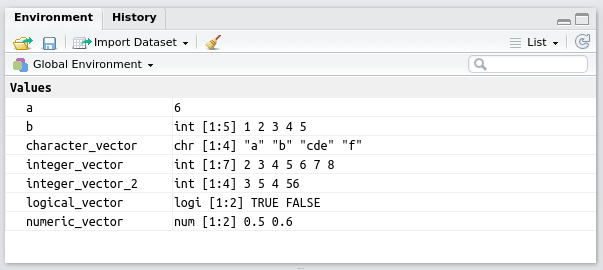 Environment History
Import Dataset List
Global Environment
Values
a 6
b int [1:5] 1 2 3 4 5
character_vector chr [1:4] "a" "b" "cde" "f"
integer_vector int [1:7] 2 3 4 5 6 7 8
integer_vector_2 int [1:4] 3 5 4 56
logical_vector logi [1:2] TRUE FALSE
numeric_vector num [1:2] 0.5 0.6